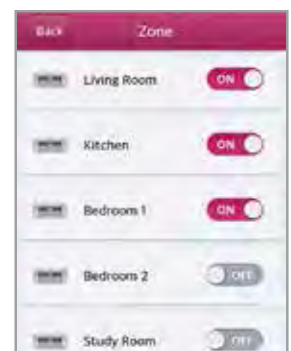 Back Zone
Living Room ON
Kitchen ON
Bedroom 1 ON
Bedroom 2 OFF
Study Room OFF